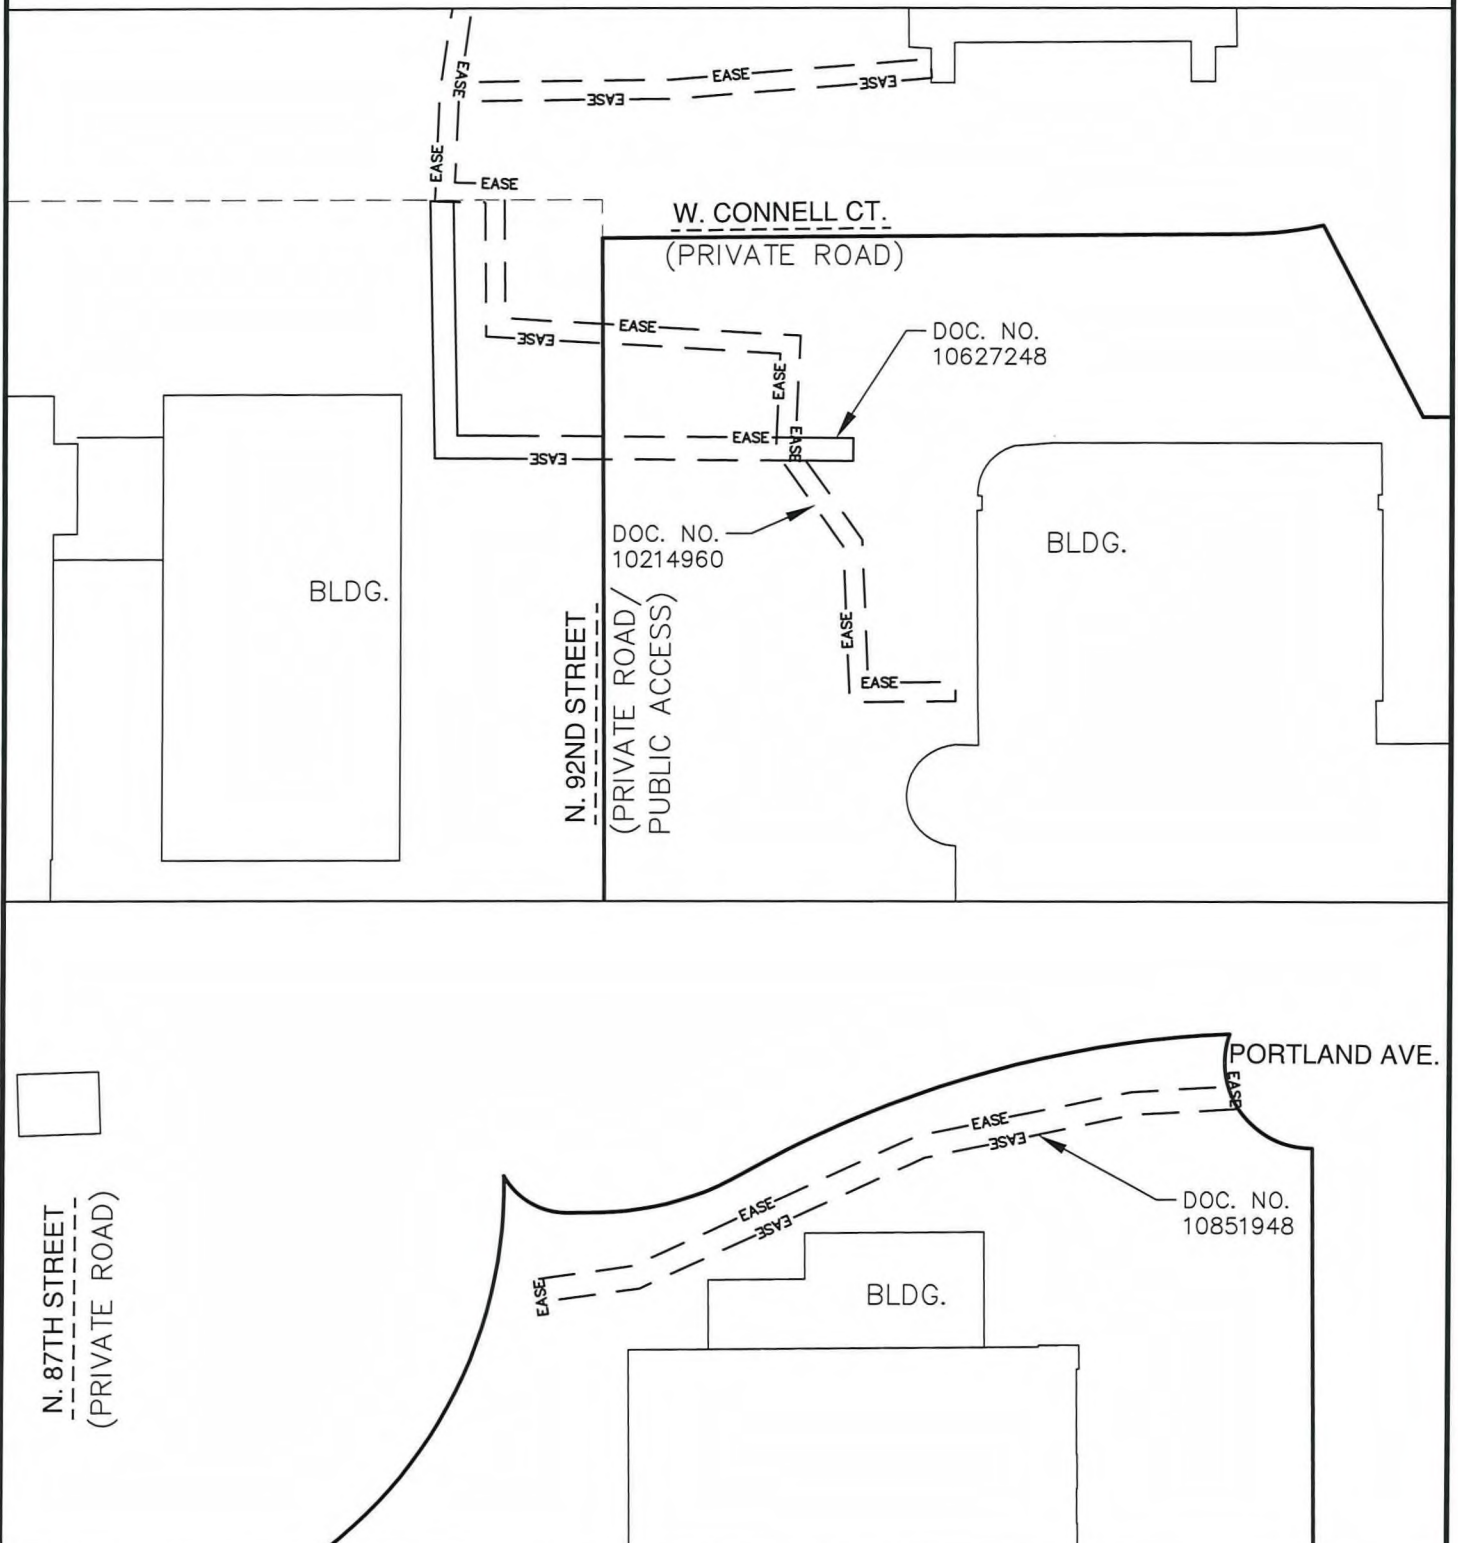 EASE
EASE
EASE
EASE
EASE
EASE
EASE
W. CONNELL CT.
(PRIVATE ROAD)
EASE
EASE
DOC. NO.
10627248
EASE
EASE
EASE
EASE
DOC. NO.
10214960
BLDG.
BLDG.
N. 92ND STREET
(PRIVATE ROAD/
PUBLIC ACCESS)
EASE
EASE
PORTLAND AVE.
EASE
EASE
EASE
DOC. NO.
10851948
EASE
EASE
EASE
BLDG.
N. 87TH STREET
(PRIVATE ROAD)